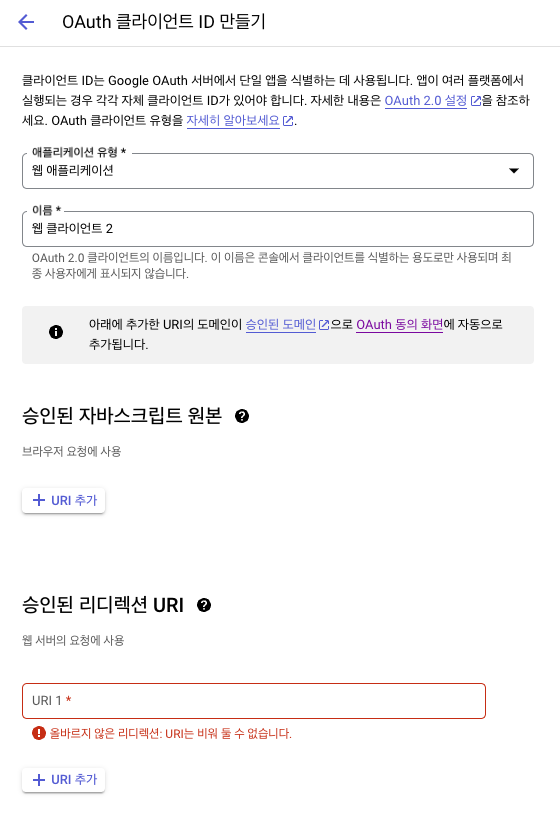 OAuth 클라이언트 ID 만들기
클라이언트 ID는 Google OAuth 서버에서 단일 앱을 식별하는 데 사용됩니다. 앱이 여러 플랫폼에서
실행되는 경우 각각 자체 클라이언트 ID가 있어야 합니다. 자세한 내용은 OAuth 2.0 설정을 참조하
세요. OAuth 클라이언트 유형을 자세히 알아보세요.
애플리케이션 유형 *
웹 애플리케이션
이름 *
웹 클라이언트 2
OAuth 2.0 클라이언트의 이름입니다. 이 이름은 콘솔에서 클라이언트를 식별하는 용도로만 사용되며 최
종 사용자에게 표시되지 않습니다.
아래에 추가한 URI의 도메인이 승인된 도메인으로 OAuth 동의 화면에 자동으로
추가됩니다.
승인된 자바스크립트 원본
브라우저 요청에 사용
+ URI 추가
승인된 리디렉션 URI
웹 서버의 요청에 사용
URI 1 *
올바르지 않은 리디렉션: URI는 비워 둘 수 없습니다.
+ URI 추가